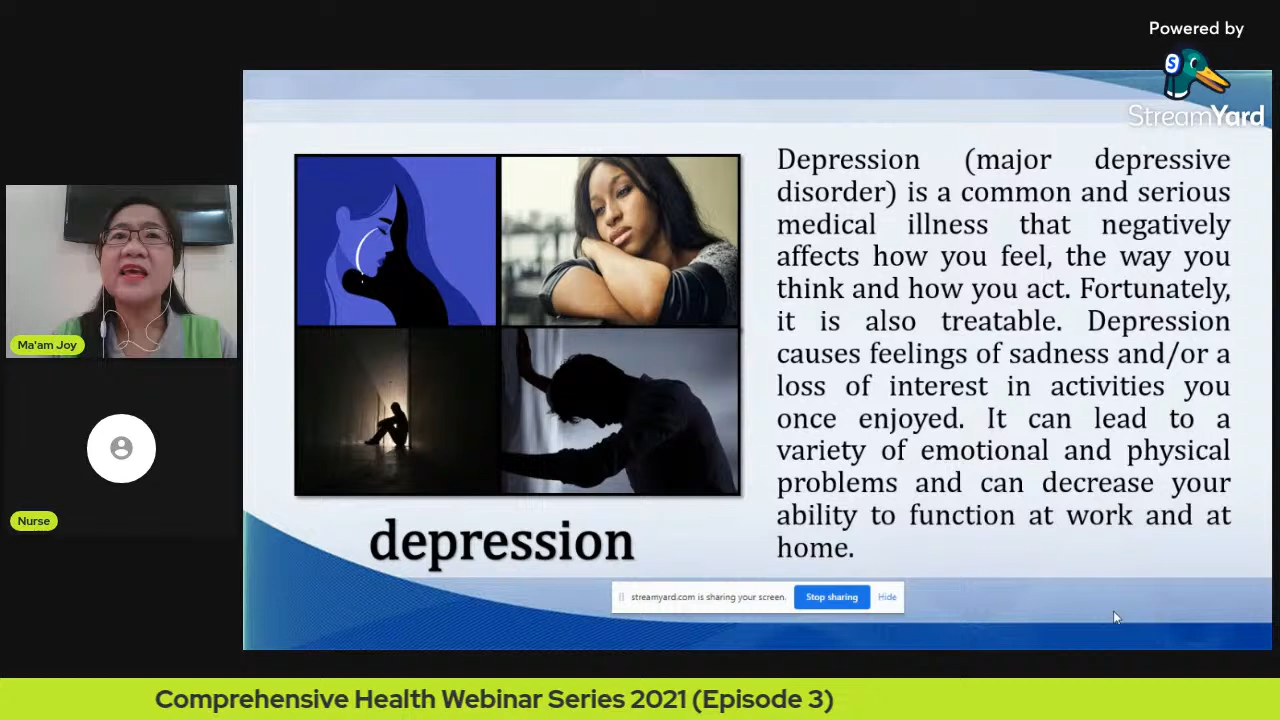 Powered by
StreamYard
Depression (major depressive
disorder) is a common and serious
medical illness that negatively
affects how you feel, the way you
think and how you act. Fortunately,
it is also treatable. Depression
causes feelings of sadness and/or a
loss of interest in activities you
once enjoyed. It can lead to a
variety of emotional and physical
problems and can decrease your
ability to function at work and at
home.
depression
Ma'am Joy
Nurse
streamyard.com is sharing your screen.
Stop sharing
Hide
Comprehensive Health Webinar Series 2021 (Episode 3)